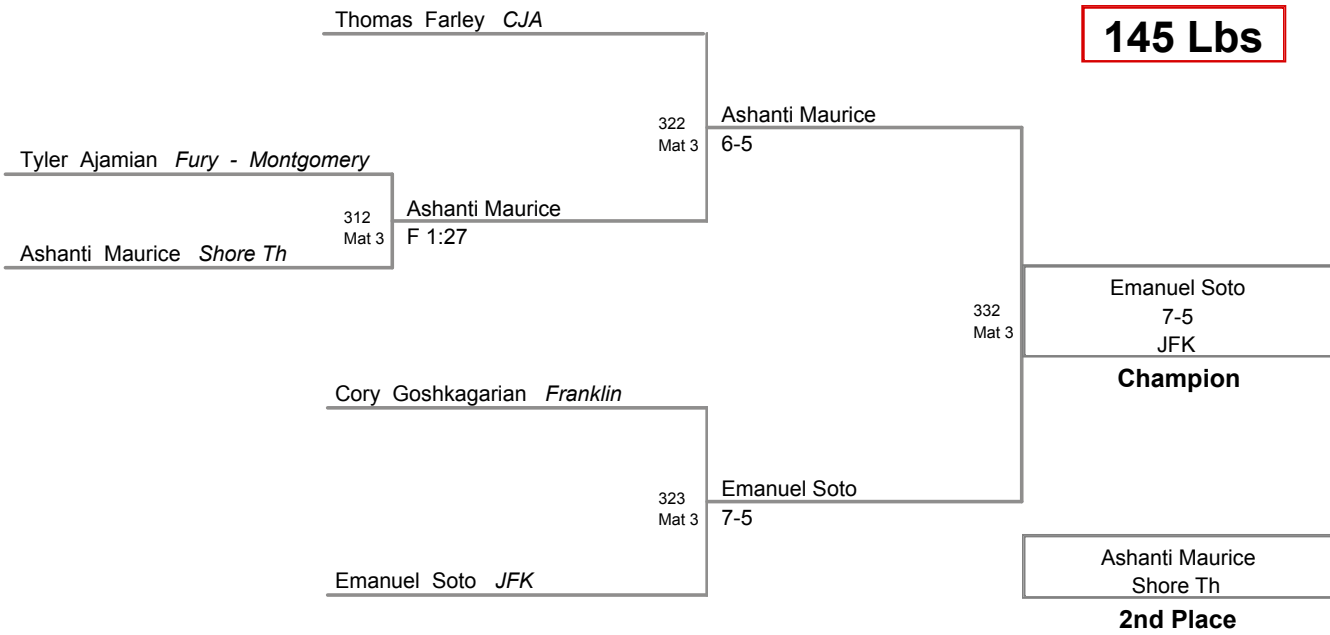 Thomas Farley CJA
145 Lbs
322
Mat 3
Ashanti Maurice
6-5
Tyler Ajamian Fury - Montgomery
312
Mat 3
Ashanti Maurice
F 1:27
Ashanti Maurice Shore Th
332
Mat 3
Emanuel Soto
7-5
JFK
Champion
Cory Goshkagarian Franklin
323
Mat 3
Emanuel Soto
7-5
Emanuel Soto JFK
Ashanti Maurice
Shore Th
2nd Place